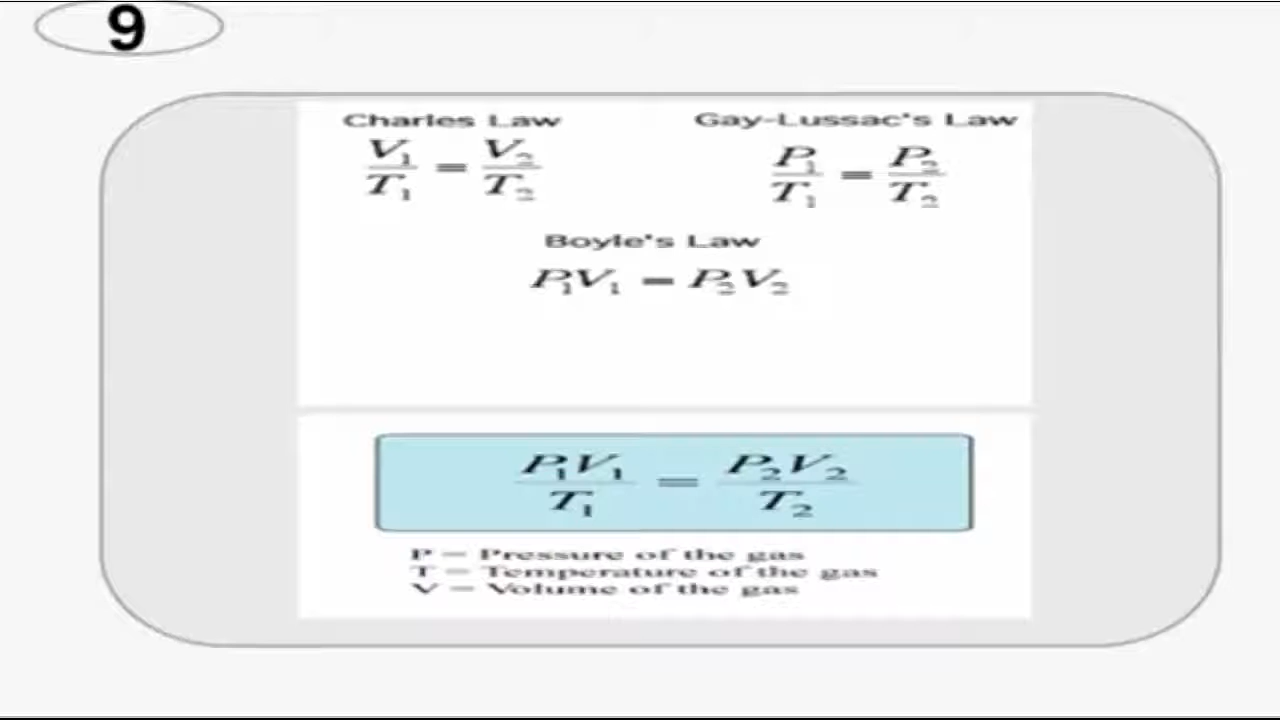 9
Charles Law
Gay-Lussac's Law
V₁/T₁ = V₂/T₂
P₁/T₁ = P₂/T₂
Boyle's Law
P₁V₁ = P₂V₂
P₁V₁/T₁ = P₂V₂/T₂
P = Pressure of the gas
T = Temperature of the gas
V = Volume of the gas